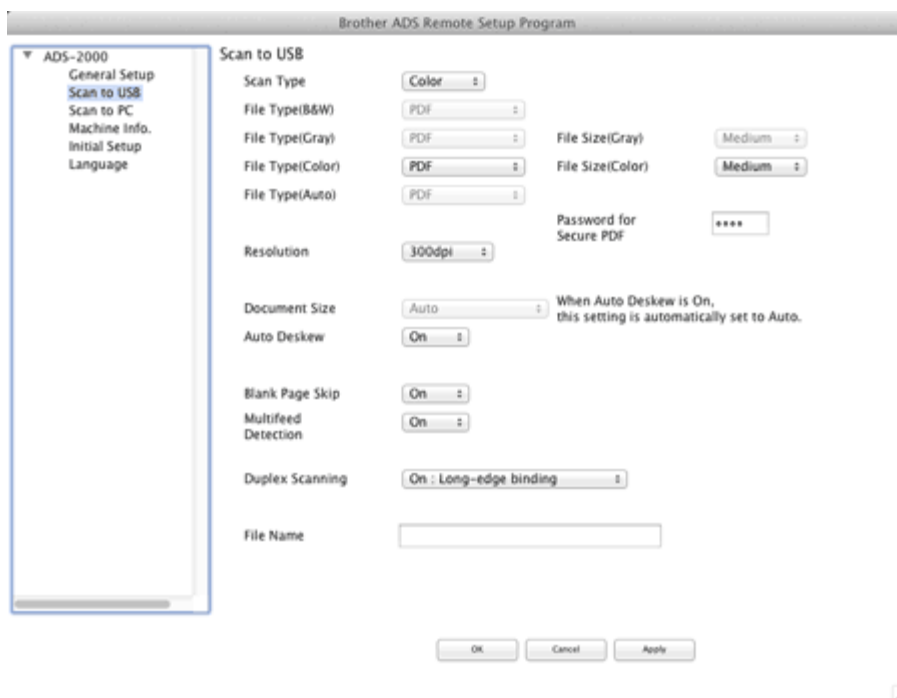 Brother ADS Remote Setup Program
ADS-2000
General Setup
Scan to USB
Scan to PC
Machine Info.
Initial Setup
Language
Scan to USB
Scan Type Color
File Type(B&W) PDF
File Type(Gray) PDF File Size(Gray) Medium
File Type(Color) PDF File Size(Color) Medium
File Type(Auto) PDF
Password for
Secure PDF ••••
Resolution 300dpi
Document Size Auto When Auto Deskew is On,
this setting is automatically set to Auto.
Auto Deskew On
Blank Page Skip On
Multifeed
Detection On
Duplex Scanning On : Long-edge binding
File Name
OK Cancel Apply